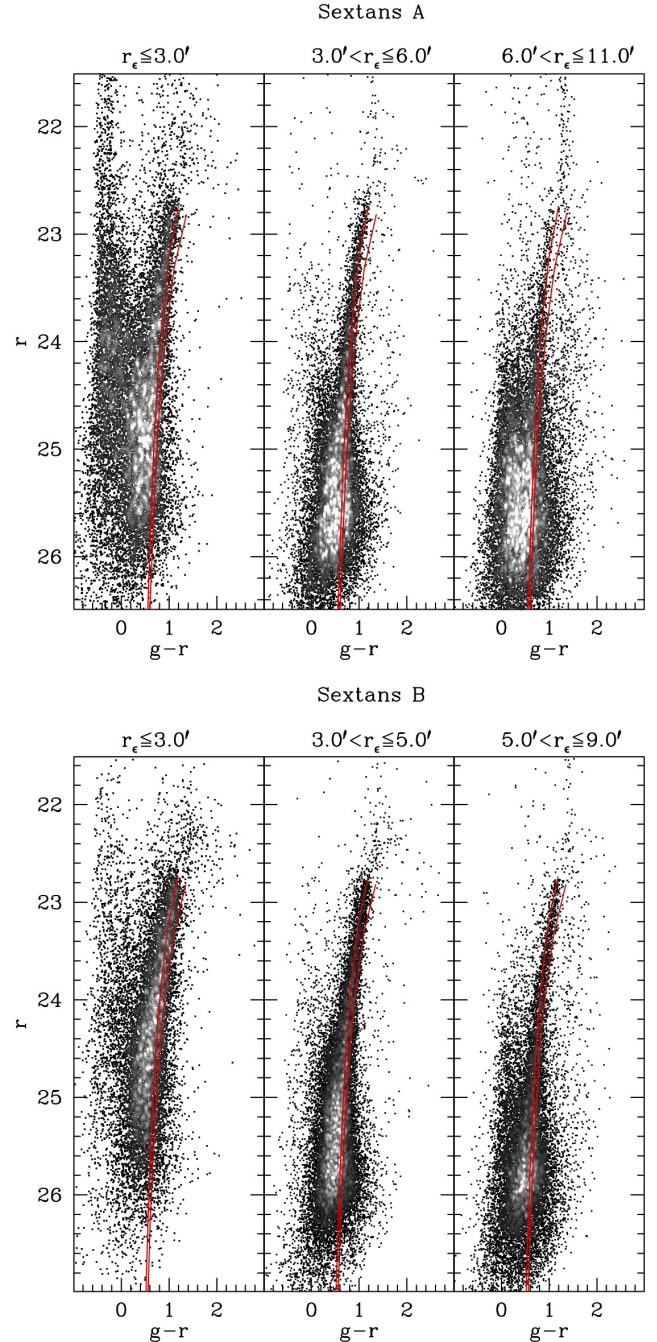 Sextans A
r_ε≦3.0′ 3.0′<r_ε≦6.0′ 6.0′<r_ε≦11.0′
22
23
24
25
26
r
0 1 2 0 1 2 0 1 2
g−r g−r g−r
Sextans B
r_ε≦3.0′ 3.0′<r_ε≦5.0′ 5.0′<r_ε≦9.0′
22
23
24
25
26
r
0 1 2 0 1 2 0 1 2
g−r g−r g−r